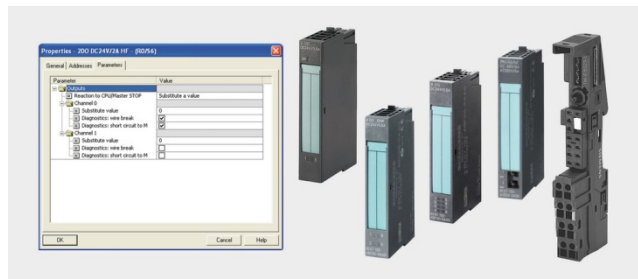 Properties - 2DO DC24V/2A HF - (R0/S6)
General Addresses Parameters
Parameter Value
Outputs
Reaction to CPU/Master STOP Substitute a value
Channel 0
Substitute value 0
Diagnostics: wire break
Diagnostics: short circuit to M
Channel 1
Substitute value 0
Diagnostics: wire break
Diagnostics: short circuit to M
OK Cancel Help